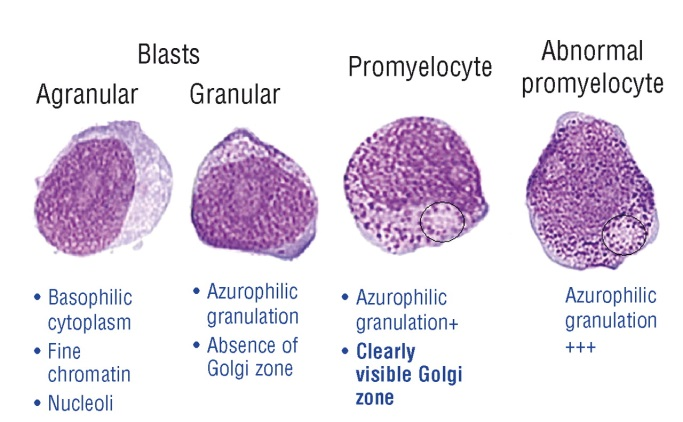 Blasts
Agranular
Granular
Promyelocyte
Abnormal
promyelocyte
• Basophilic
cytoplasm
• Fine
chromatin
• Nucleoli
• Azurophilic
granulation
• Absence of
Golgi zone
• Azurophilic
granulation+
• Clearly
visible Golgi
zone
Azurophilic
granulation
+++